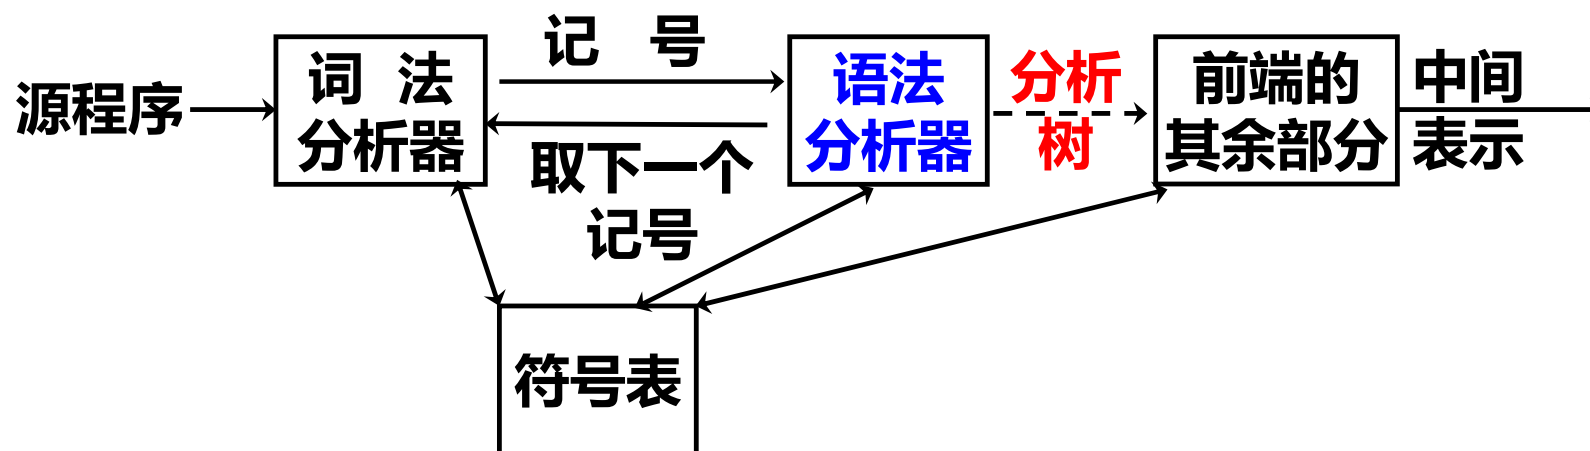 源程序
词 法
分析器
记 号
取下一个
记号
语法
分析器
分析
树
前端的
其余部分
中间
表示
符号表